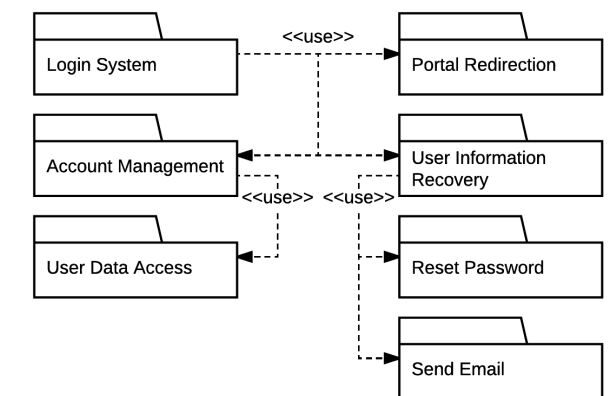 <<use>>
Login System
Portal Redirection
Account Management
User Information
Recovery
<<use>>
<<use>>
User Data Access
Reset Password
Send Email